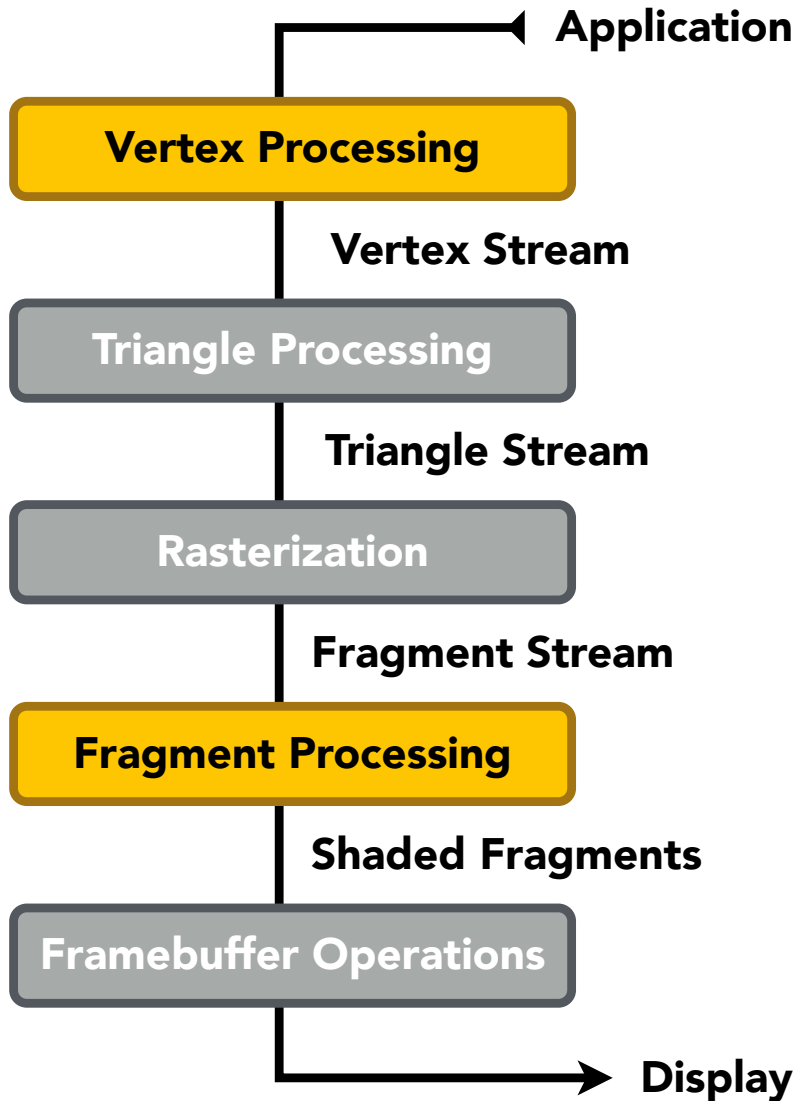 Application
Vertex Processing
Vertex Stream
Triangle Processing
Triangle Stream
Rasterization
Fragment Stream
Fragment Processing
Shaded Fragments
Framebuffer Operations
Display